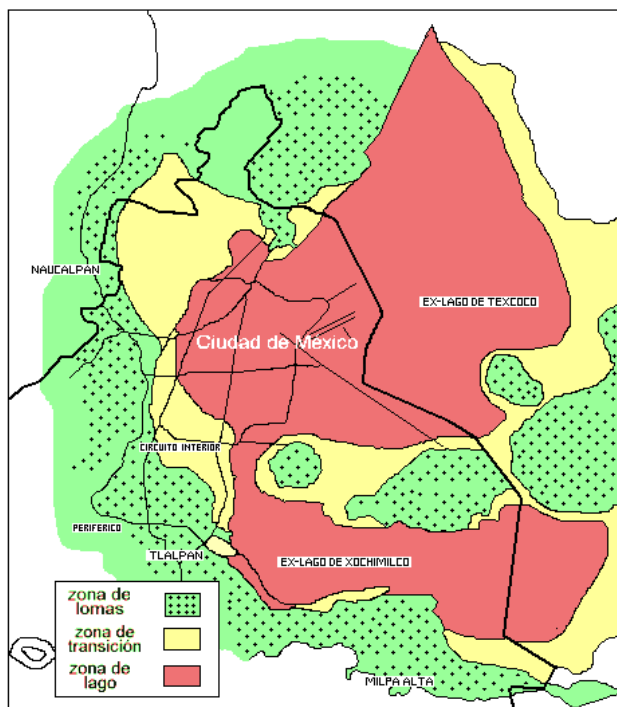 NAUCALPAN
EX-LAGO DE TEXCOCO
Ciudad de México
CIRCUITO INTERIOR
PERIFERICO
TLALPAN
EX-LAGO DE XOCHIMILCO
MILPA ALTA
zona de
lomas
zona de
transición
zona de
lago